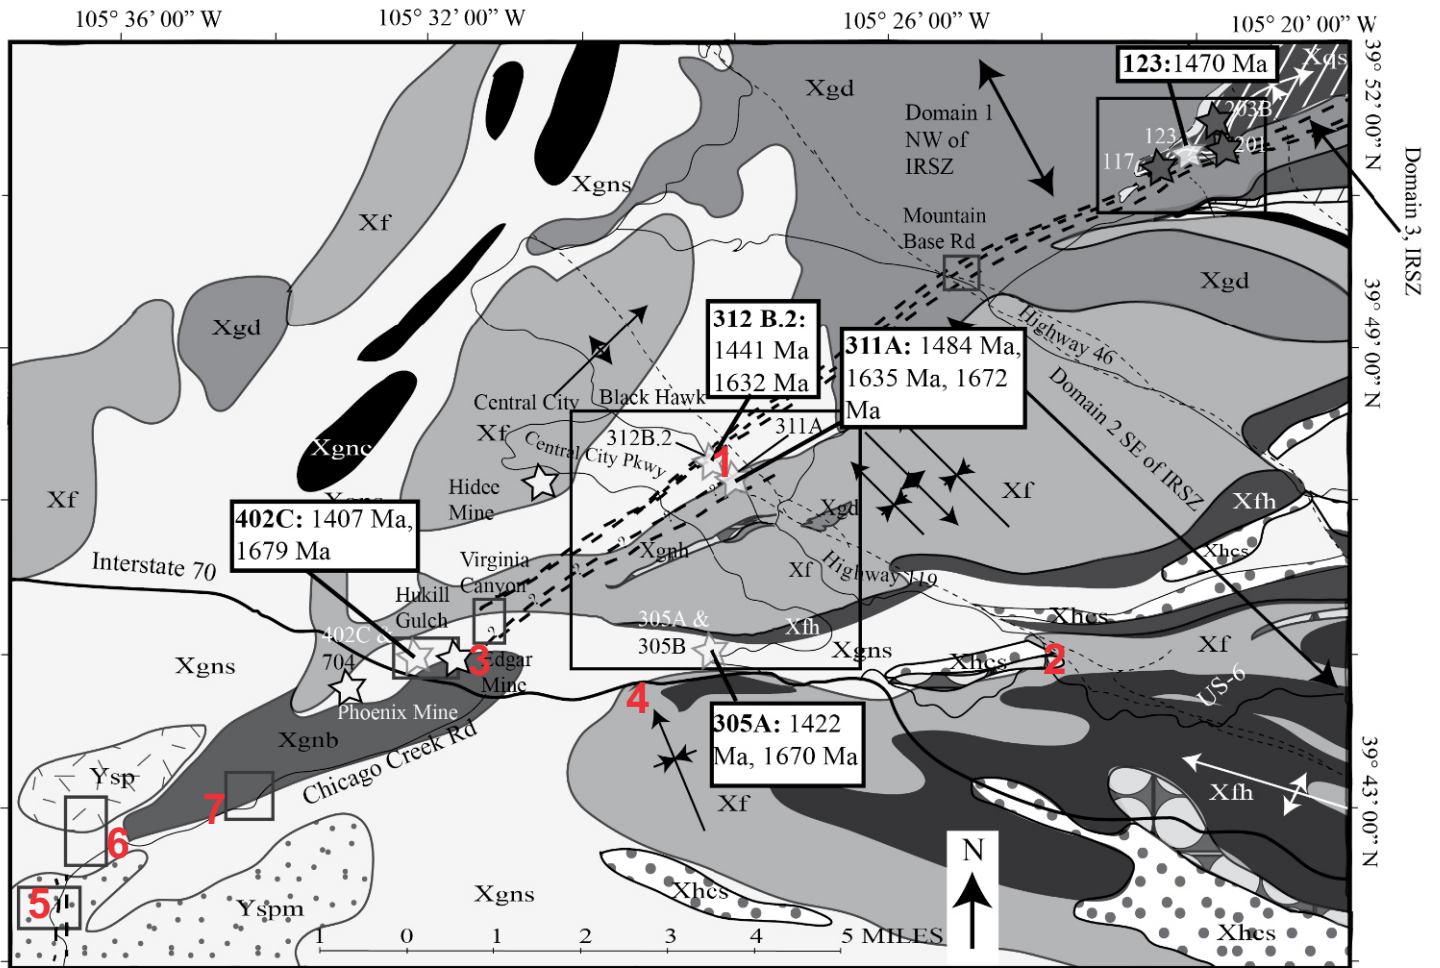 105° 36' 00” W
105° 32' 00” W
105° 26' 00” W
105° 20' 00” W
39° 52' 00” N
39° 49' 00” N
39° 43' 00” N
Domain 3, IRSZ
123:1470 Ma
Xqs
203B
123
201
117
Xgd
Domain 1
NW of
IRSZ
Xgns
Xf
Mountain
Base Rd
Xgd
Xgd
312 B.2:
1441 Ma
1632 Ma
311A: 1484 Ma,
1635 Ma, 1672
Ma
Highway 46
Domain 2 SE of IRSZ
Central City
Black Hawk
Xf
Central City Pkwy
312B.2
311A
1
Xgnc
Xf
Hidee
Mine
Xgd
Xf
Xfh
Xgns
402C: 1407 Ma,
1679 Ma
Interstate 70
Virginia
Canyon
Xgnh
?
?
?
?
Xf
Highway 119
Xhcs
Hukill
Gulch
402C &
704
305A &
305B
Xfh
Xgns
Xhcs
Xf
Xhcs
2
3
Edgar
Mine
Xgns
4
US-6
Phoenix Mine
Xgnb
Chicago Creek Rd
305A: 1422
Ma, 1670 Ma
Xf
Xfh
Ysp
7
6
5
Yspm
Xgns
Xhcs
N
Xhcs
1 0 1 2 3 4 5 MILES